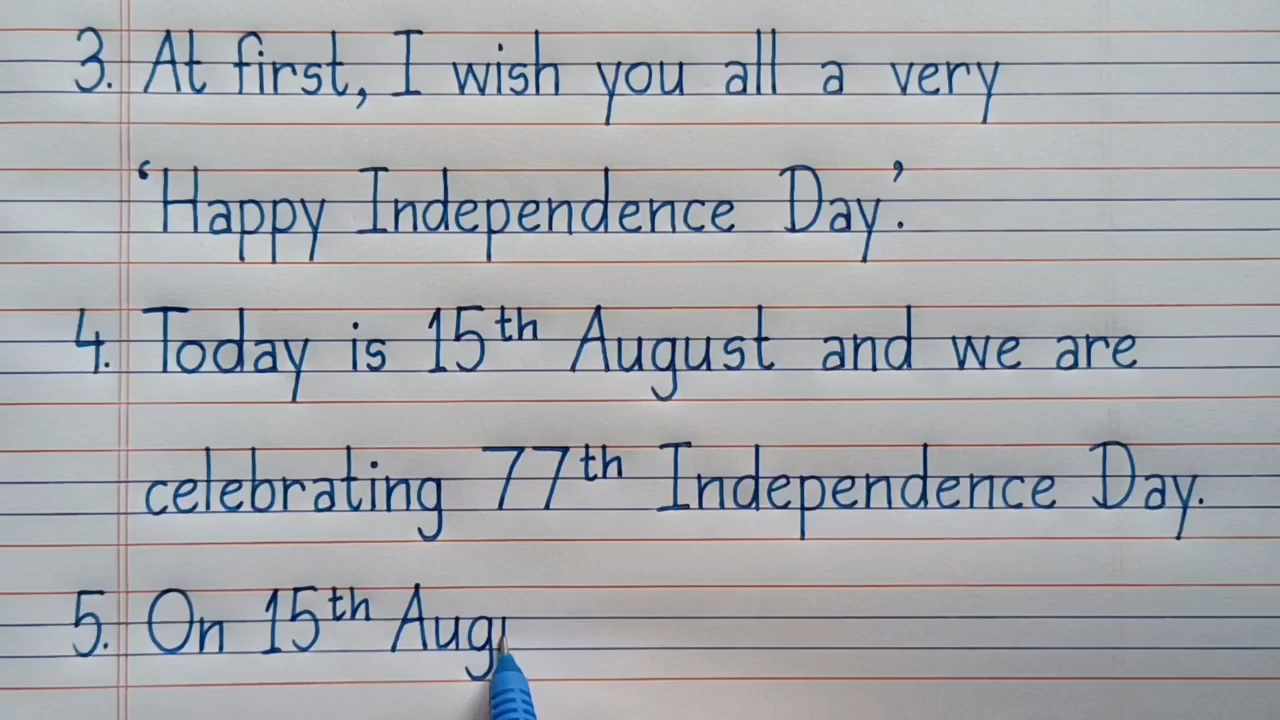 3. At first, I wish you all a very
‘Happy Independence Day’.
4. Today is 15th August and we are
celebrating 77th Independence Day.
5. On 15th Aug